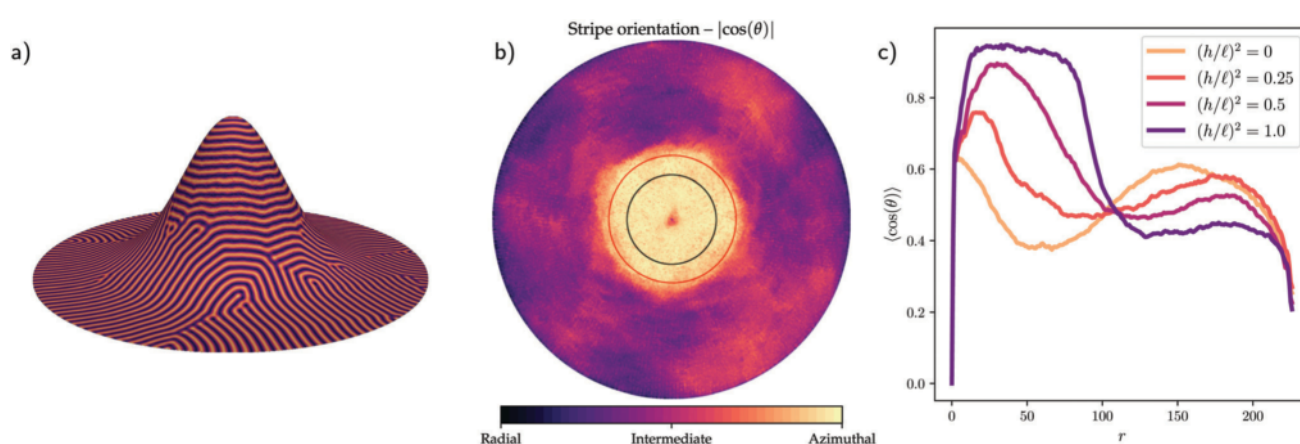 a)
b)
Stripe orientation – |cos(θ)|
Radial
Intermediate
Azimuthal
c)
⟨cos(θ)⟩
0.8
0.6
0.4
0.2
0.0
(h/ℓ)² = 0
(h/ℓ)² = 0.25
(h/ℓ)² = 0.5
(h/ℓ)² = 1.0
0 50 100 150 200
r